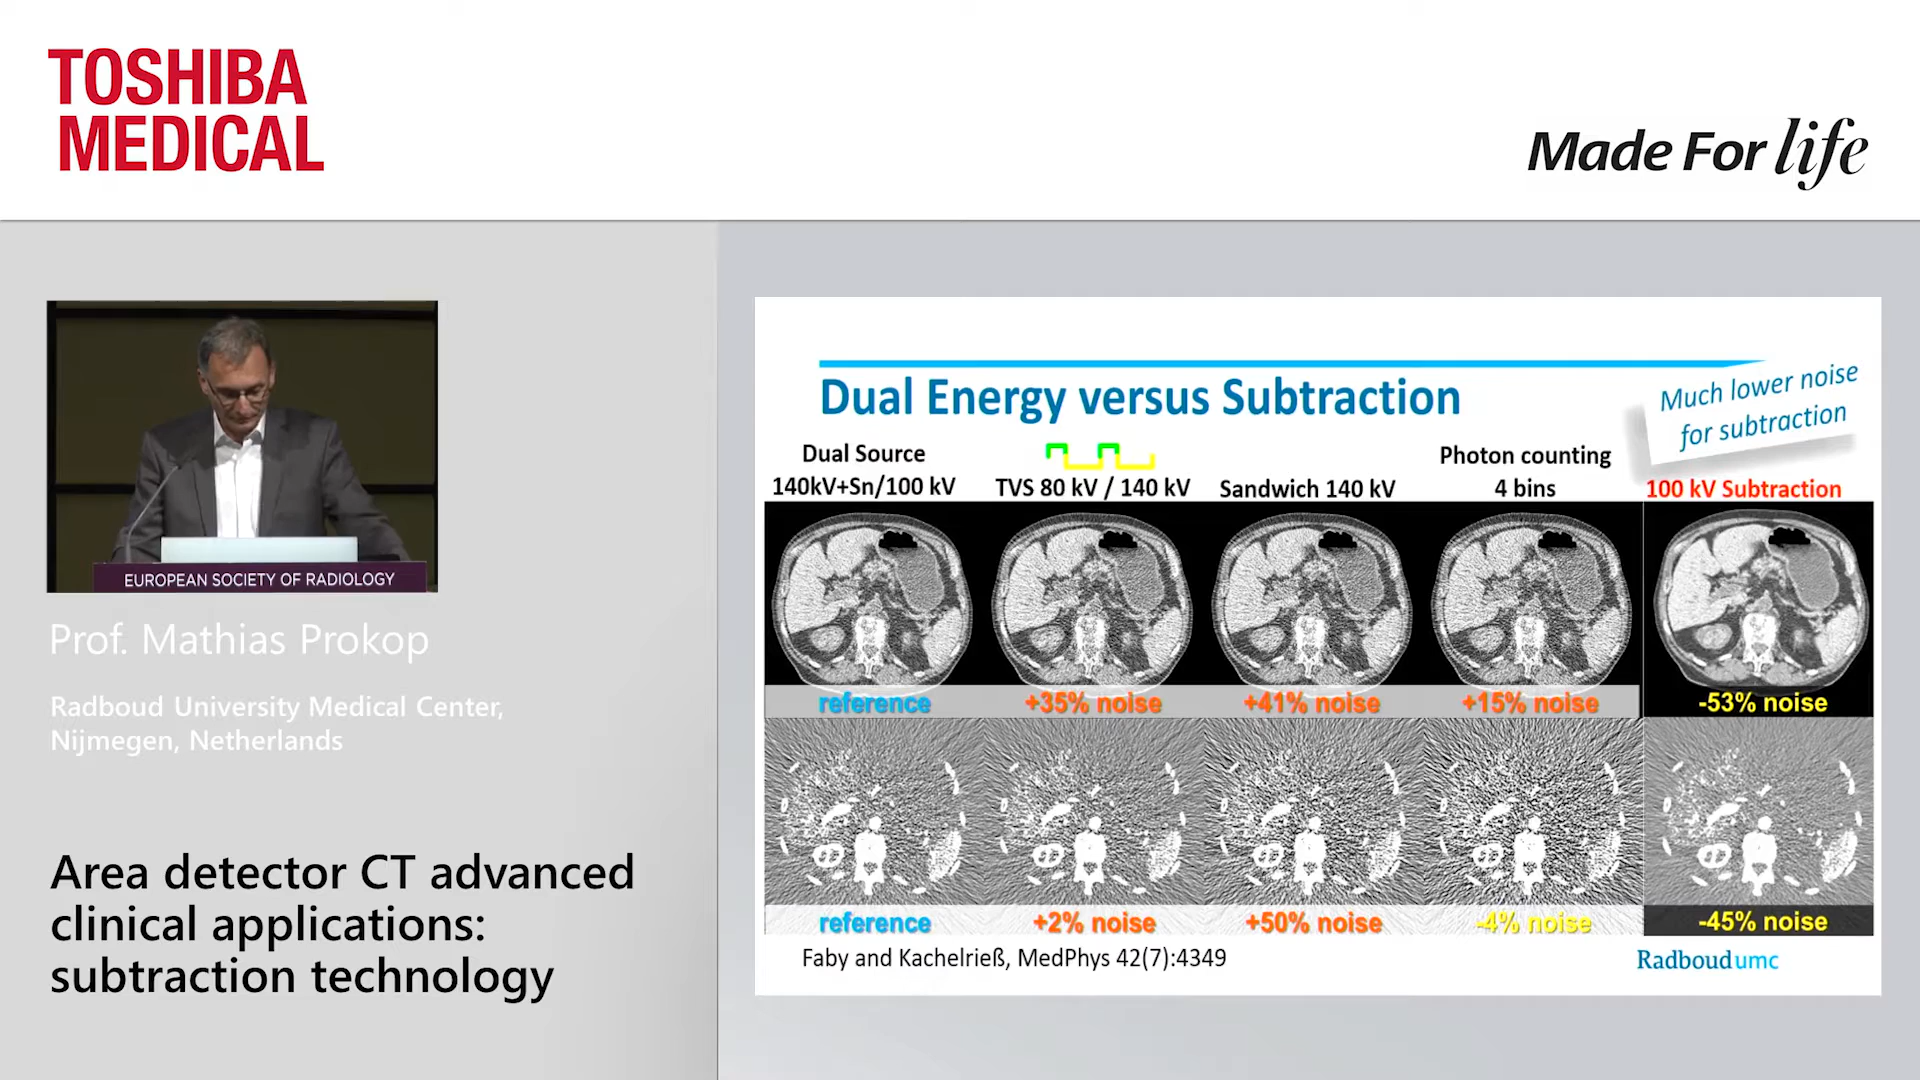 TOSHIBA
MEDICAL
Made For life
EUROPEAN SOCIETY OF RADIOLOGY
Prof. Mathias Prokop
Radboud University Medical Center,
Nijmegen, Netherlands
Area detector CT advanced
clinical applications:
subtraction technology
Dual Energy versus Subtraction
Much lower noise
for subtraction
Dual Source
140kV+Sn/100 kV
TVS 80 kV / 140 kV
Sandwich 140 kV
Photon counting
4 bins
100 kV Subtraction
reference
+35% noise
+41% noise
+15% noise
-53% noise
reference
+2% noise
+50% noise
-4% noise
-45% noise
Faby and Kachelrieß, MedPhys 42(7):4349
Radboudumc